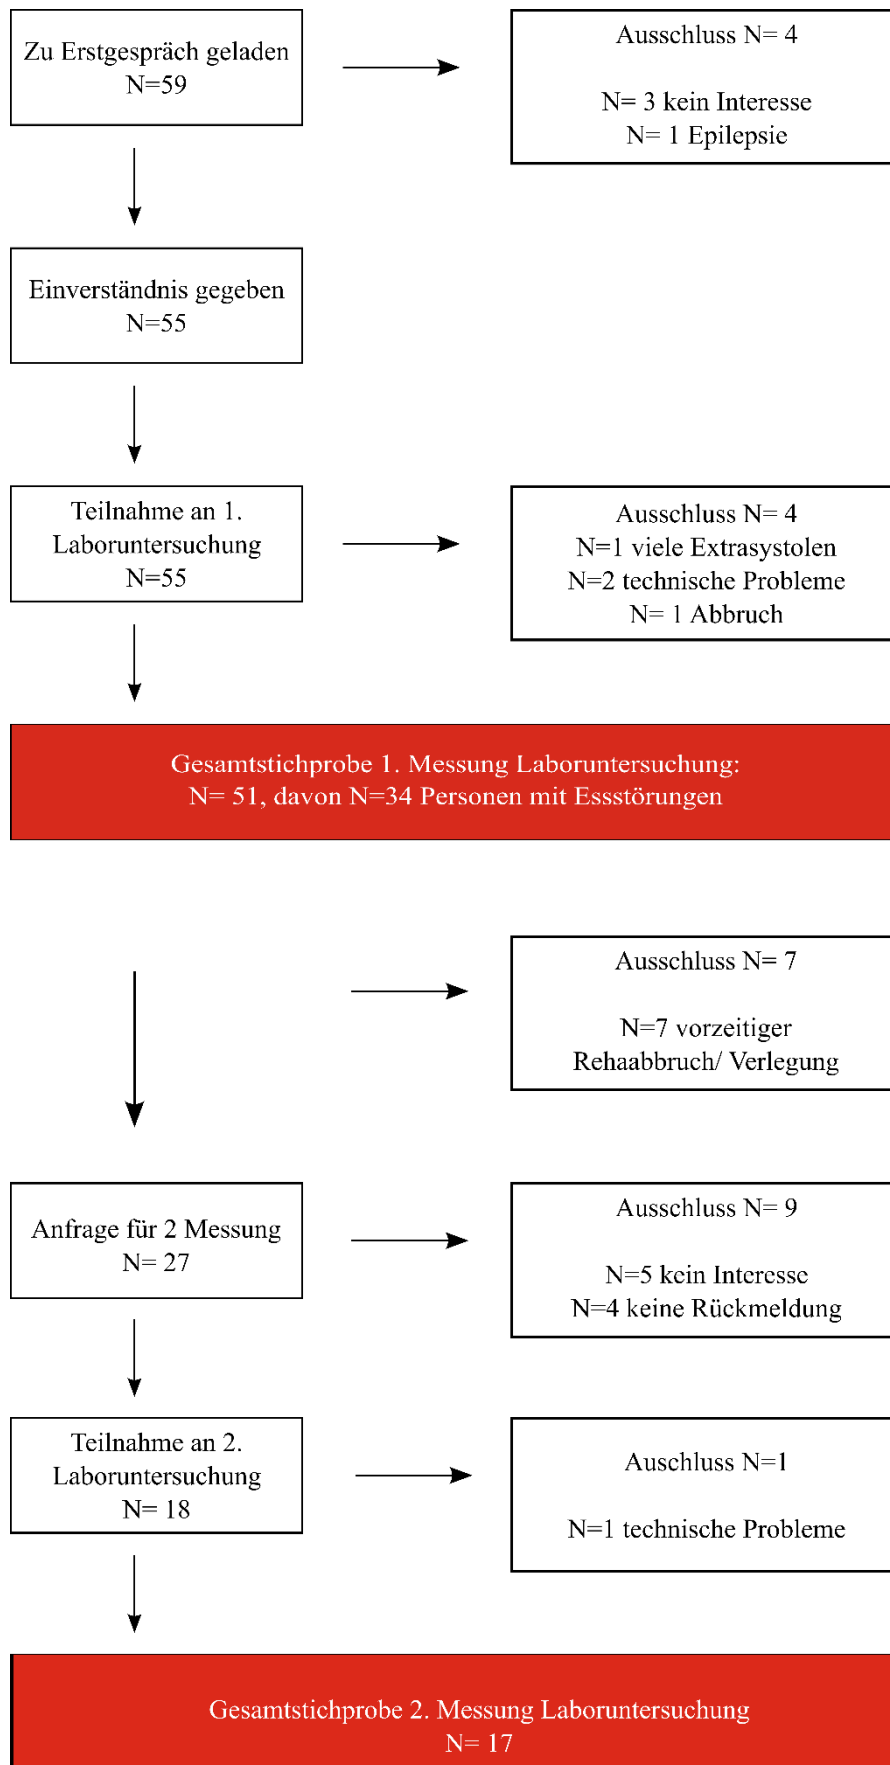 Zu Erstgespräch geladen
N=59
Ausschluss N= 4
N= 3 kein Interesse
N= 1 Epilepsie
Einverständnis gegeben
N=55
Teilnahme an 1.
Laboruntersuchung
N=55
Ausschluss N= 4
N=1 viele Extrasystolen
N=2 technische Probleme
N= 1 Abbruch
Gesamtstichprobe 1. Messung Laboruntersuchung:
N= 51, davon N=34 Personen mit Essstörungen
Ausschluss N= 7
N=7 vorzeitiger
Rehaabbruch/ Verlegung
Anfrage für 2 Messung
N= 27
Ausschluss N= 9
N=5 kein Interesse
N=4 keine Rückmeldung
Teilnahme an 2.
Laboruntersuchung
N= 18
Auschluss N=1
N=1 technische Probleme
Gesamtstichprobe 2. Messung Laboruntersuchung
N= 17